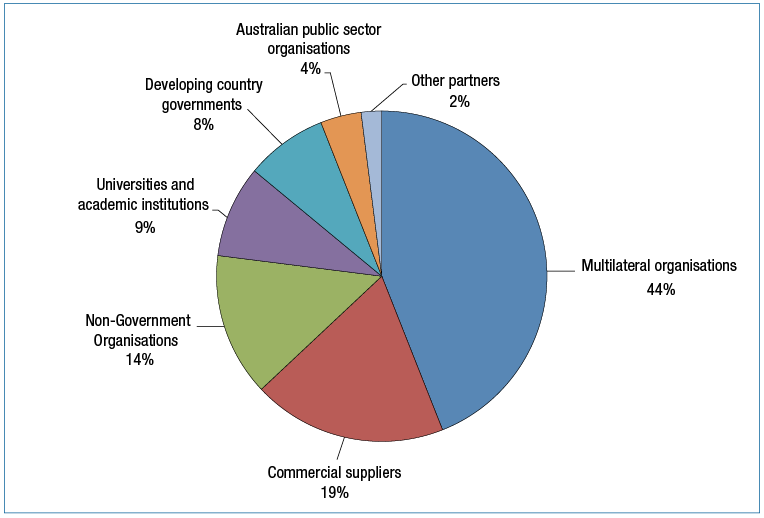 Australian public sector
organisations
4%
Other partners
2%
Developing country
governments
8%
Universities and
academic institutions
9%
Multilateral organisations
44%
Non-Government
Organisations
14%
Commercial suppliers
19%